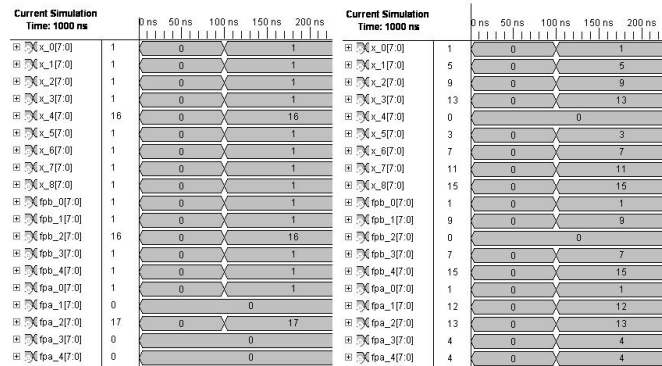 Current Simulation
Time: 1000 ns
0 ns 50 ns 100 ns 150 ns 200 ns
x_0[7:0] 1 0 1
x_1[7:0] 1 0 1
x_2[7:0] 1 0 1
x_3[7:0] 1 0 1
x_4[7:0] 16 0 16
x_5[7:0] 1 0 1
x_6[7:0] 1 0 1
x_7[7:0] 1 0 1
x_8[7:0] 1 0 1
fpb_0[7:0] 1 0 1
fpb_1[7:0] 1 0 1
fpb_2[7:0] 16 0 16
fpb_3[7:0] 1 0 1
fpb_4[7:0] 1 0 1
fpa_0[7:0] 1 0 1
fpa_1[7:0] 0 0
fpa_2[7:0] 17 0 17
fpa_3[7:0] 0 0
fpa_4[7:0] 0 0
Current Simulation
Time: 1000 ns
0 ns 50 ns 100 ns 150 ns 200 ns
x_0[7:0] 1 0 1
x_1[7:0] 5 0 5
x_2[7:0] 9 0 9
x_3[7:0] 13 0 13
x_4[7:0] 0 0
x_5[7:0] 3 0 3
x_6[7:0] 7 0 7
x_7[7:0] 11 0 11
x_8[7:0] 15 0 15
fpb_0[7:0] 1 0 1
fpb_1[7:0] 9 0 9
fpb_2[7:0] 0 0
fpb_3[7:0] 7 0 7
fpb_4[7:0] 15 0 15
fpa_0[7:0] 1 0 1
fpa_1[7:0] 12 0 12
fpa_2[7:0] 13 0 13
fpa_3[7:0] 4 0 4
fpa_4[7:0] 4 0 4